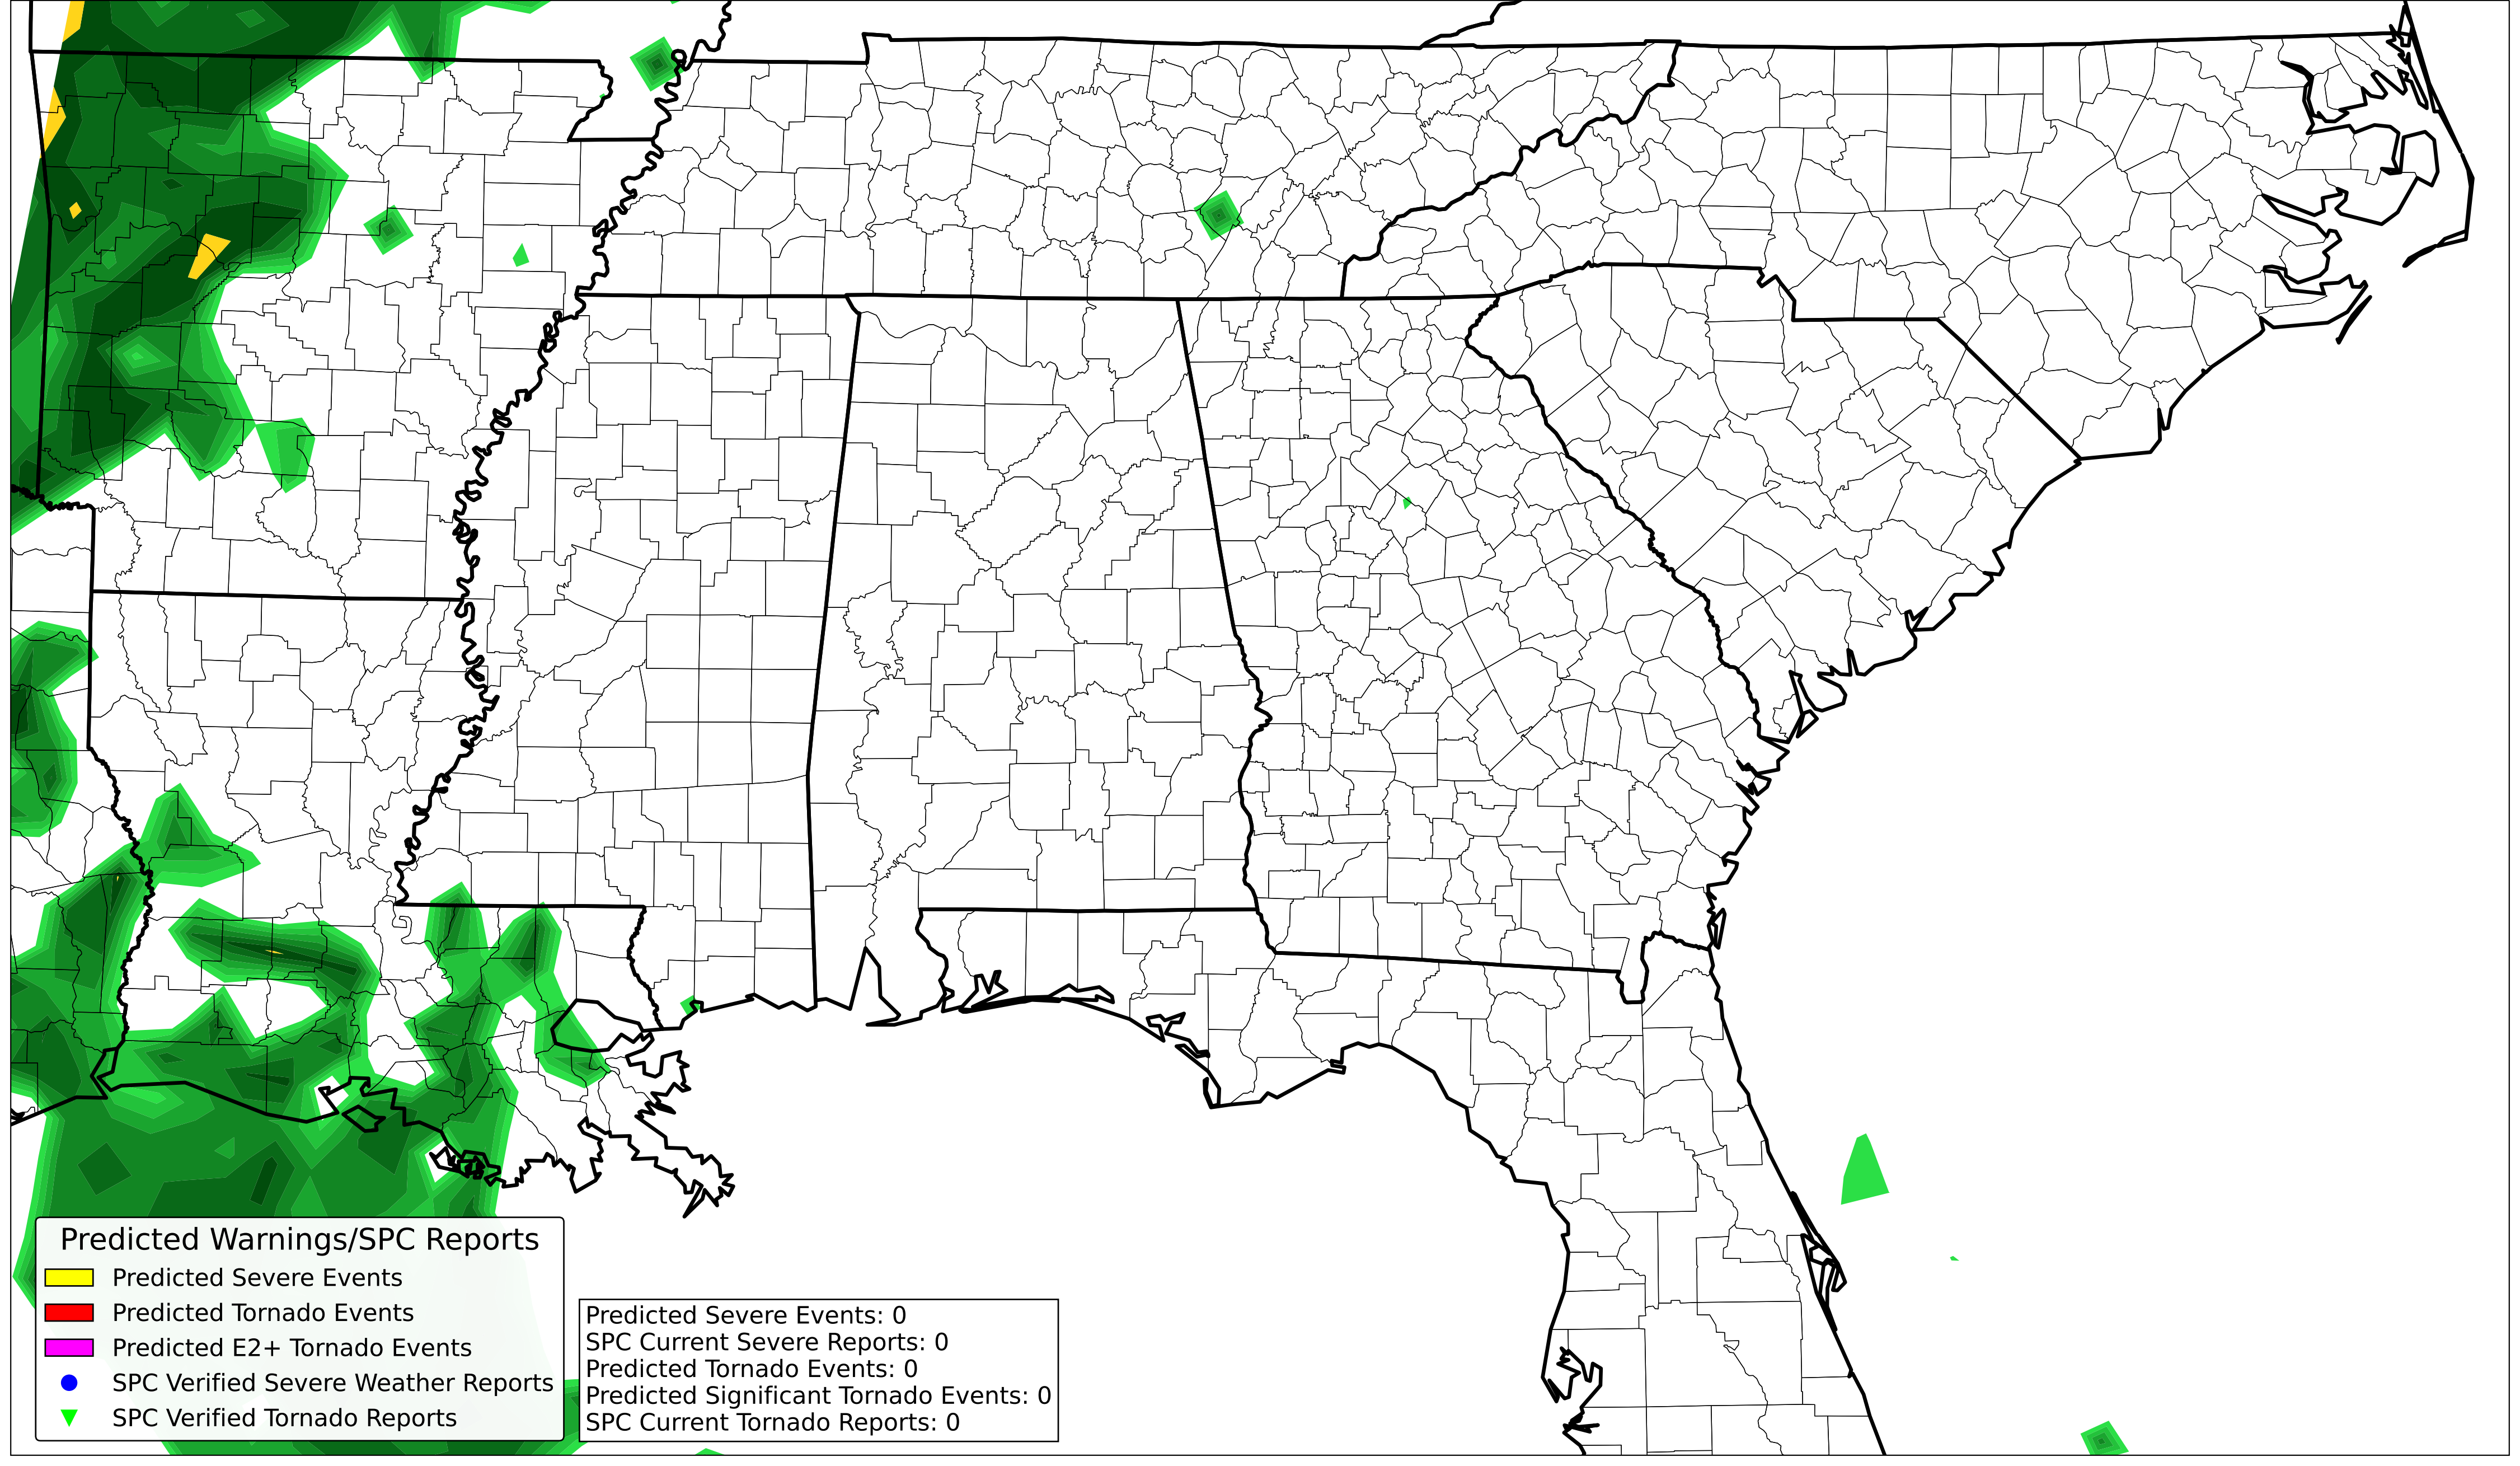 Predicted Warnings/SPC Reports
Predicted Severe Events
Predicted Tornado Events
Predicted E2+ Tornado Events
SPC Verified Severe Weather Reports
SPC Verified Tornado Reports
Predicted Severe Events: 0
SPC Current Severe Reports: 0
Predicted Tornado Events: 0
Predicted Significant Tornado Events: 0
SPC Current Tornado Reports: 0